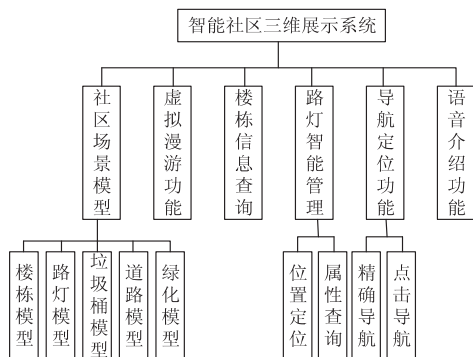 智能社区三维展示系统
社区场景模型
虚拟漫游功能
楼栋信息查询
路灯智能管理
导航定位功能
语音介绍功能
楼栋模型
路灯模型
垃圾桶模型
道路模型
绿化模型
位置定位
属性查询
精确导航
点击导航